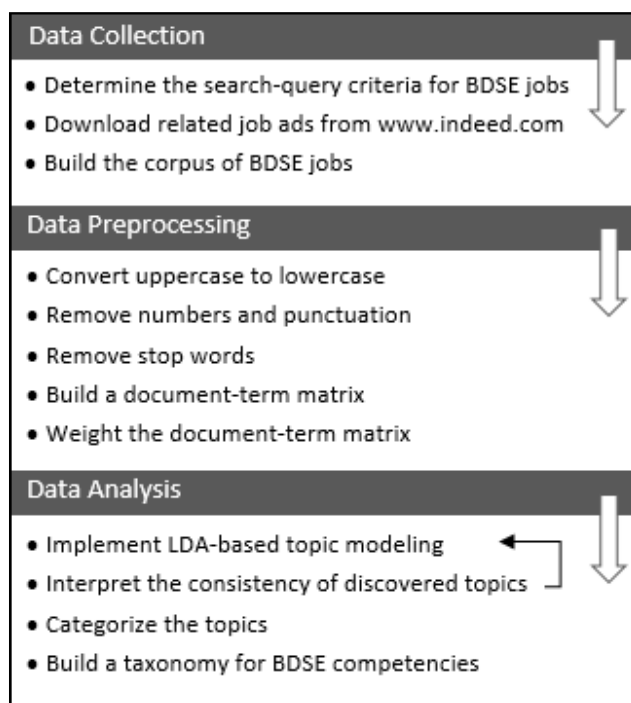 Data Collection
● Determine the search-query criteria for BDSE jobs
● Download related job ads from www.indeed.com
● Build the corpus of BDSE jobs
Data Preprocessing
● Convert uppercase to lowercase
● Remove numbers and punctuation
● Remove stop words
● Build a document-term matrix
● Weight the document-term matrix
Data Analysis
● Implement LDA-based topic modeling
● Interpret the consistency of discovered topics
● Categorize the topics
● Build a taxonomy for BDSE competencies